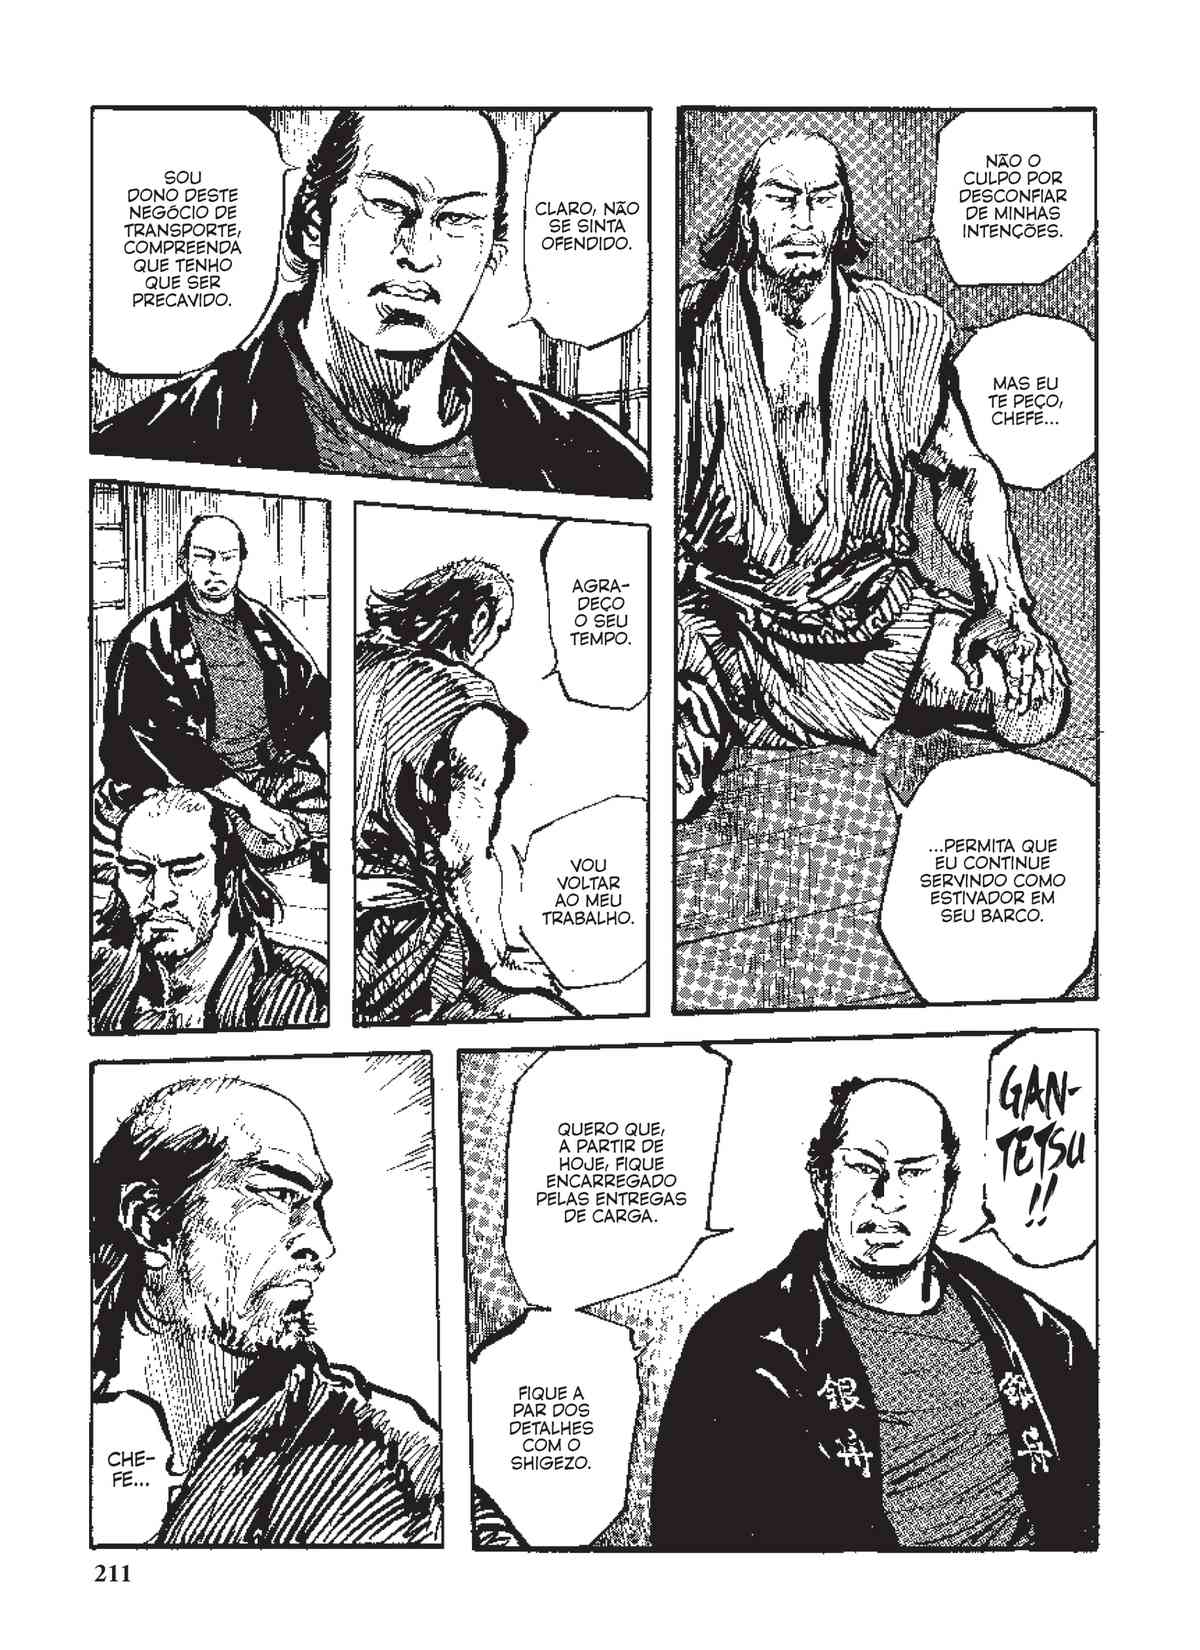 NÃO O
CULPO POR
DESCONFIAR
DE MINHAS
INTENÇÕES.
MAS EU
TE PEÇO,
CHEFE...
...PERMITA QUE
EU CONTINUE
SERVINDO COMO
ESTIVADOR EM
SEU BARCO.
CLARO, NÃO
SE SINTA
OFENDIDO.
SOU
DONO DESTE
NEGÓCIO DE
TRANSPORTE,
COMPREENDA
QUE TENHO
QUE SER
PRECAVIDO.
AGRA-
DEÇO
O SEU
TEMPO.
VOU
VOLTAR
AO MEU
TRABALHO.
GAN-
TETSU
!!
QUERO QUE,
A PARTIR DE
HOJE, FIQUE
ENCARREGADO
PELAS ENTREGAS
DE CARGA.
FIQUE A
PAR DOS
DETALHES
COM O
SHIGEZO.
銀
銀
CHE-
FE...
211